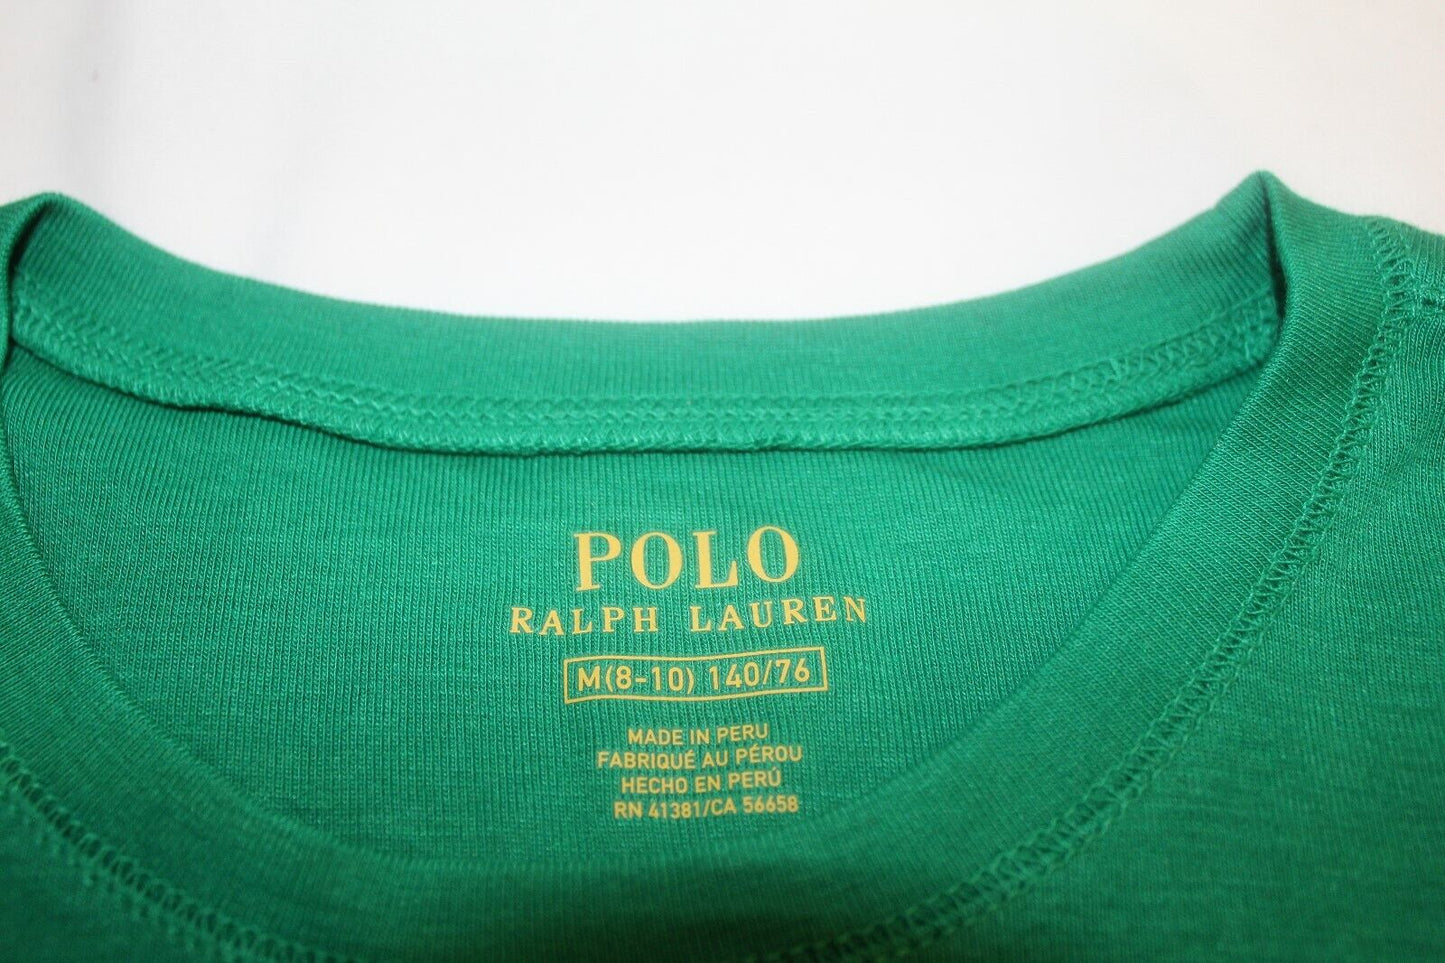 POLO
RALPH LAUREN
M(8-10) 140/76
MADE IN PERU
FABRIQUÉ AU PÉROU
HECHO EN PERÚ
RN 41381/CA 56658